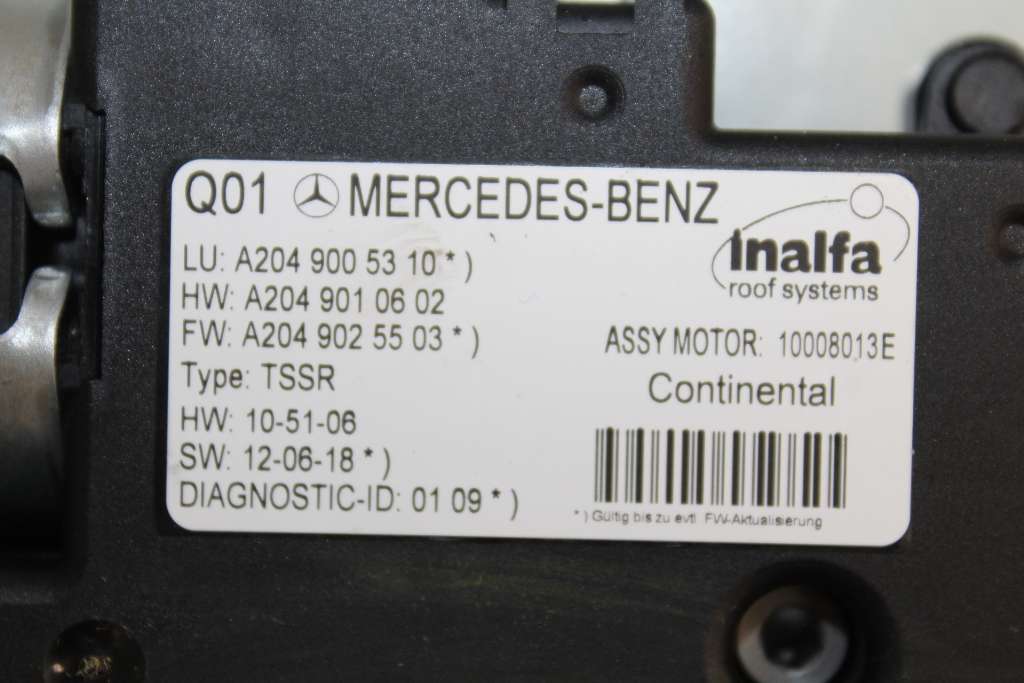 Q01 MERCEDES-BENZ
inalfa
roof systems
LU: A204 900 53 10 * )
HW: A204 901 06 02
FW: A204 902 55 03 * )
Type: TSSR
HW: 10-51-06
SW: 12-06-18 * )
DIAGNOSTIC-ID: 01 09 * )
ASSY MOTOR: 10008013E
Continental
* ) Gültig bis zu evtl. FW-Aktualisierung